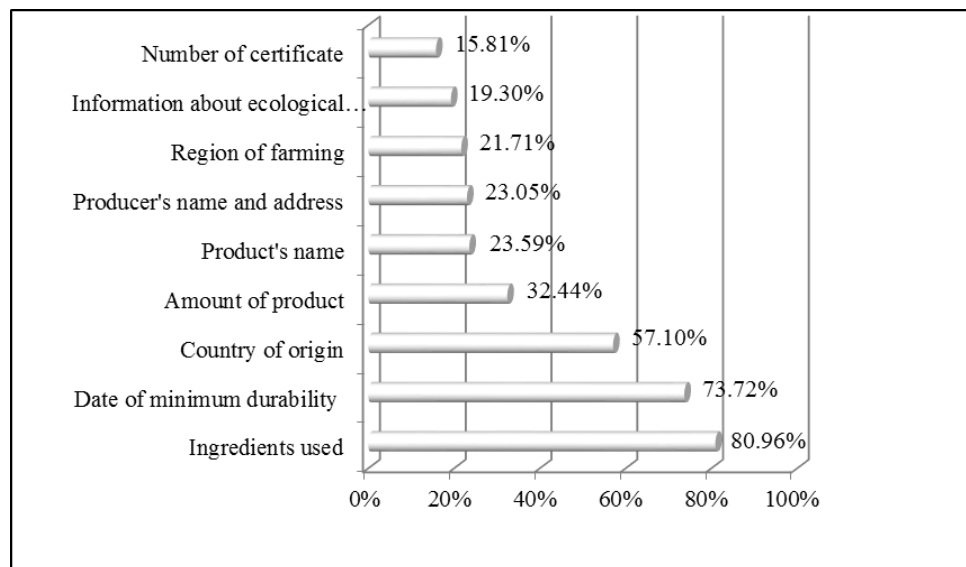 Number of certificate 15.81%
Information about ecological… 19.30%
Region of farming 21.71%
Producer's name and address 23.05%
Product's name 23.59%
Amount of product 32.44%
Country of origin 57.10%
Date of minimum durability 73.72%
Ingredients used 80.96%
0% 20% 40% 60% 80% 100%